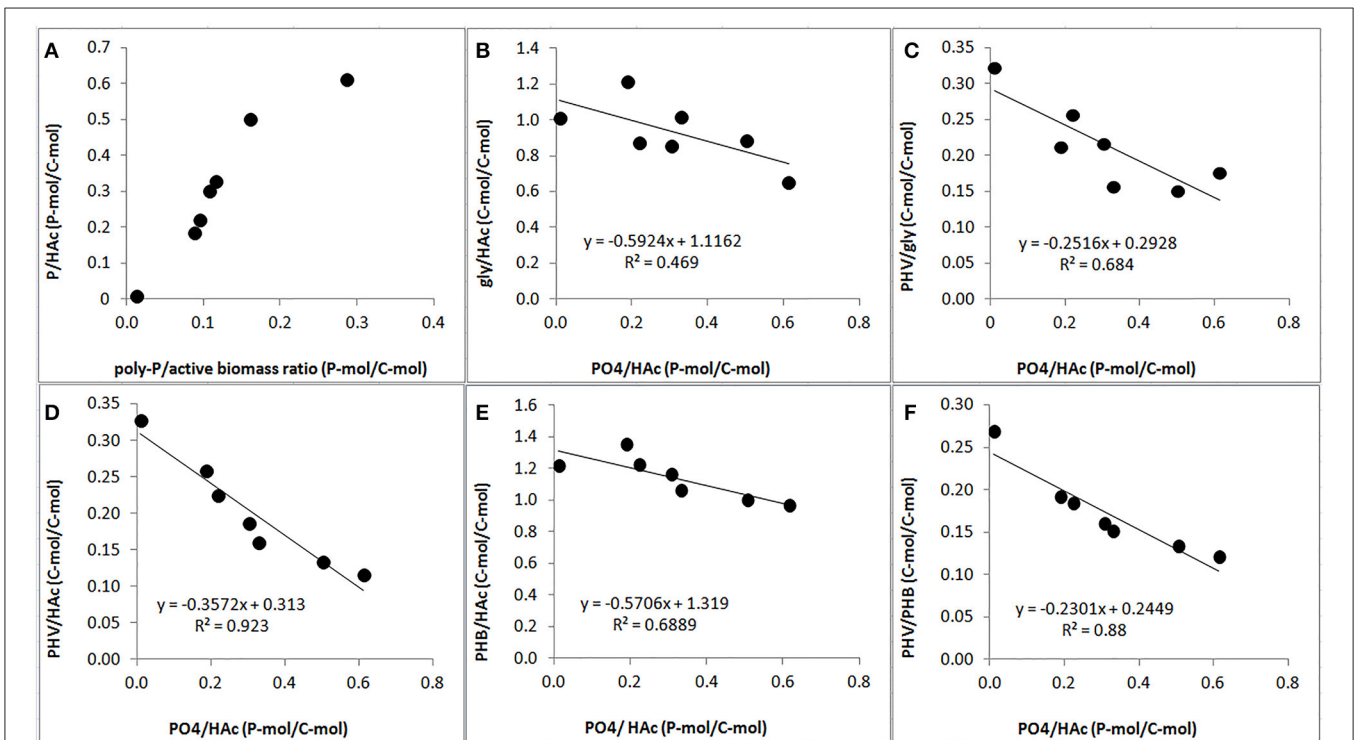 A
0.7
0.6
0.5
0.4
0.3
0.2
0.1
0
0.0 0.1 0.2 0.3 0.4
P/HAc (P-mol/C-mol)
poly-P/active biomass ratio (P-mol/C-mol)
B
1.4
1.2
1.0
0.8
0.6
0.4
0.2
0.0
0.0 0.2 0.4 0.6 0.8
gly/HAc (C-mol/C-mol)
y = -0.5924x + 1.1162
R² = 0.469
PO4/HAc (P-mol/C-mol)
C
0.35
0.30
0.25
0.20
0.15
0.10
0.05
0.00
0 0.2 0.4 0.6 0.8
PHV/gly (C-mol/C-mol)
y = -0.2516x + 0.2928
R² = 0.684
PO4/HAc (P-mol/C-mol)
D
0.35
0.30
0.25
0.20
0.15
0.10
0.05
0.00
0.0 0.2 0.4 0.6 0.8
PHV/HAc (C-mol/C-mol)
y = -0.3572x + 0.313
R² = 0.923
PO4/HAc (P-mol/C-mol)
E
1.6
1.4
1.2
1.0
0.8
0.6
0.4
0.2
0.0
0.0 0.2 0.4 0.6 0.8
PHB/HAc (C-mol/C-mol)
y = -0.5706x + 1.319
R² = 0.6889
PO4/ HAc (P-mol/C-mol)
F
0.30
0.25
0.20
0.15
0.10
0.05
0.00
0.0 0.2 0.4 0.6 0.8
PHV/PHB (C-mol/C-mol)
y = -0.2301x + 0.2449
R² = 0.88
PO4/HAc (P-mol/C-mol)